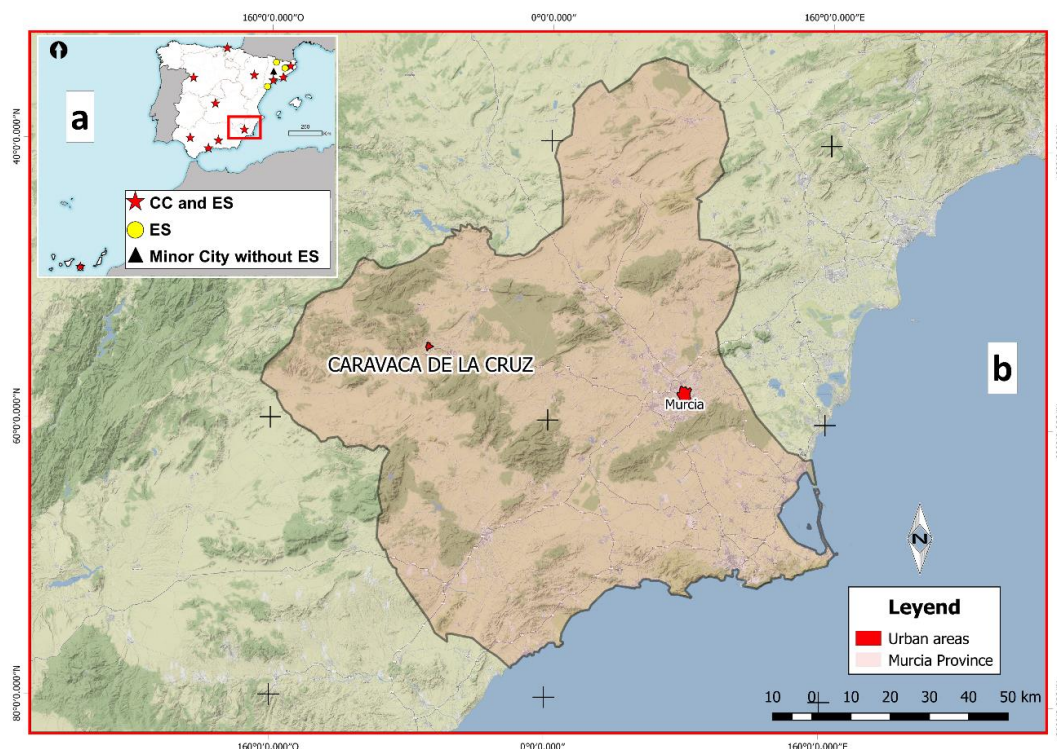 160°0'0.000"O
0°0'0.000"
160°0'0.000"E
a
CC and ES
ES
Minor City without ES
40°0'0.000"N
60°0'0.000"N
80°0'0.000"N
CARAVACA DE LA CRUZ
Murcia
b
N
Leyend
Urban areas
Murcia Province
10 0 10 20 30 40 50 km
160°0'0.000"O
0°0'0.000"
160°0'0.000"E